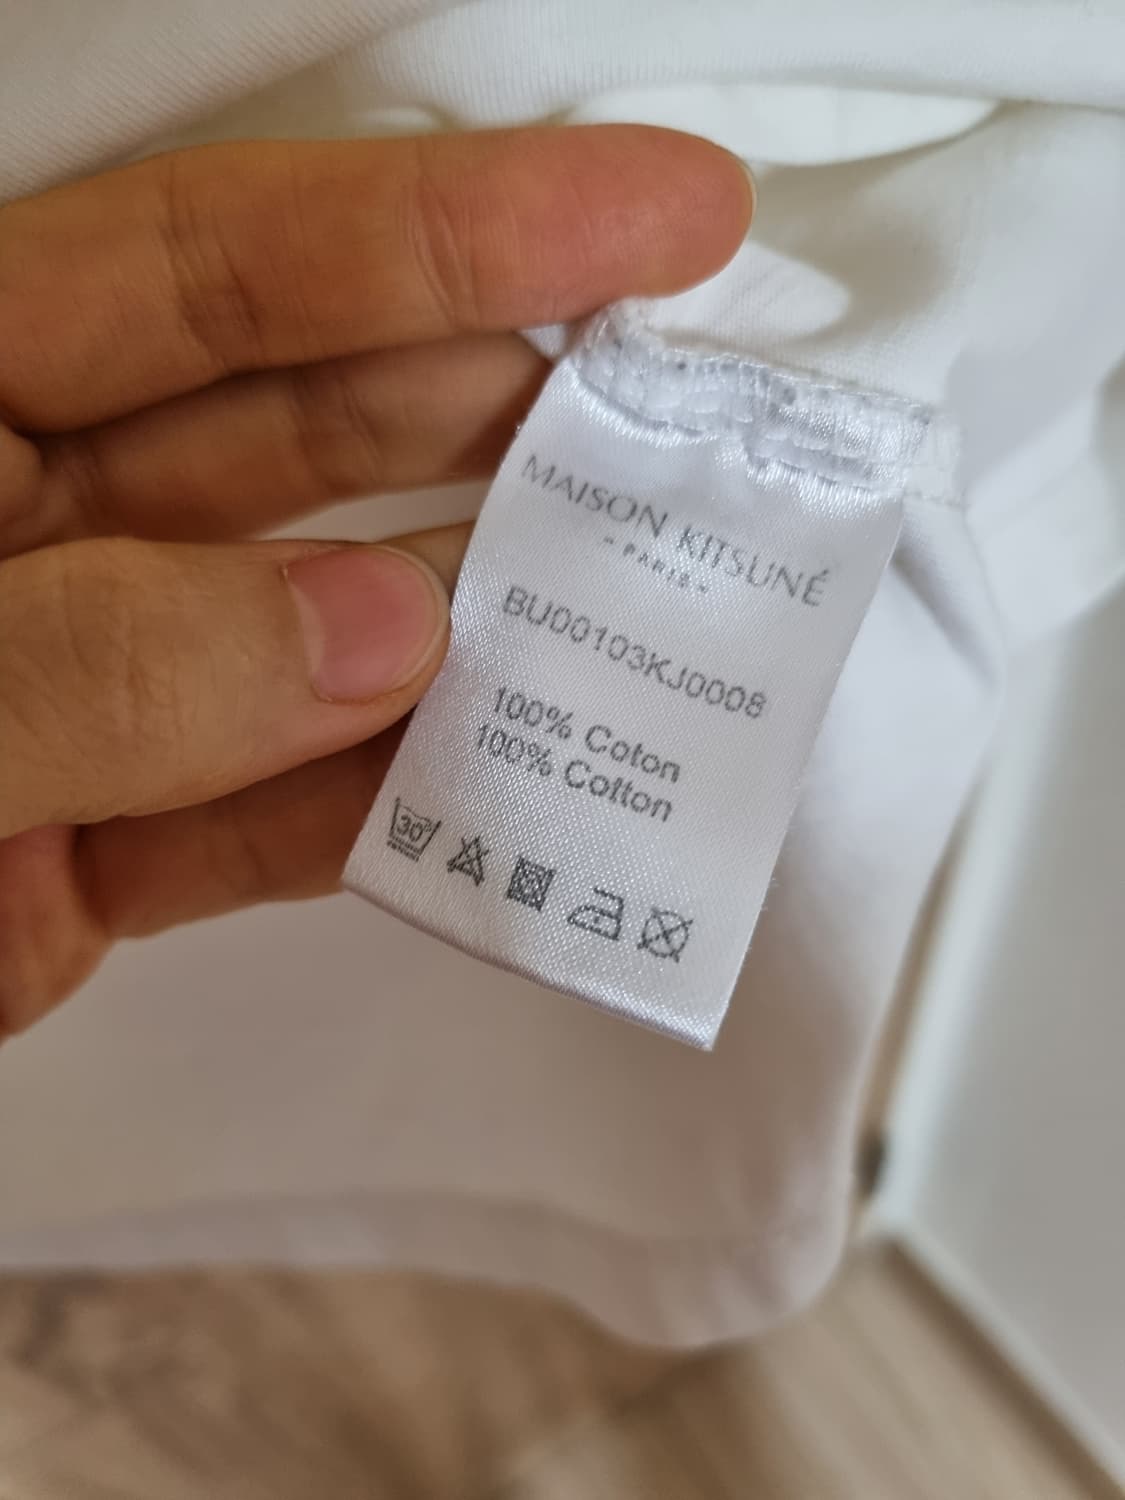 MAISON KITSUNÉ
- PARIS -
BU00103KJ0008
100% Coton
100% Cotton
30°